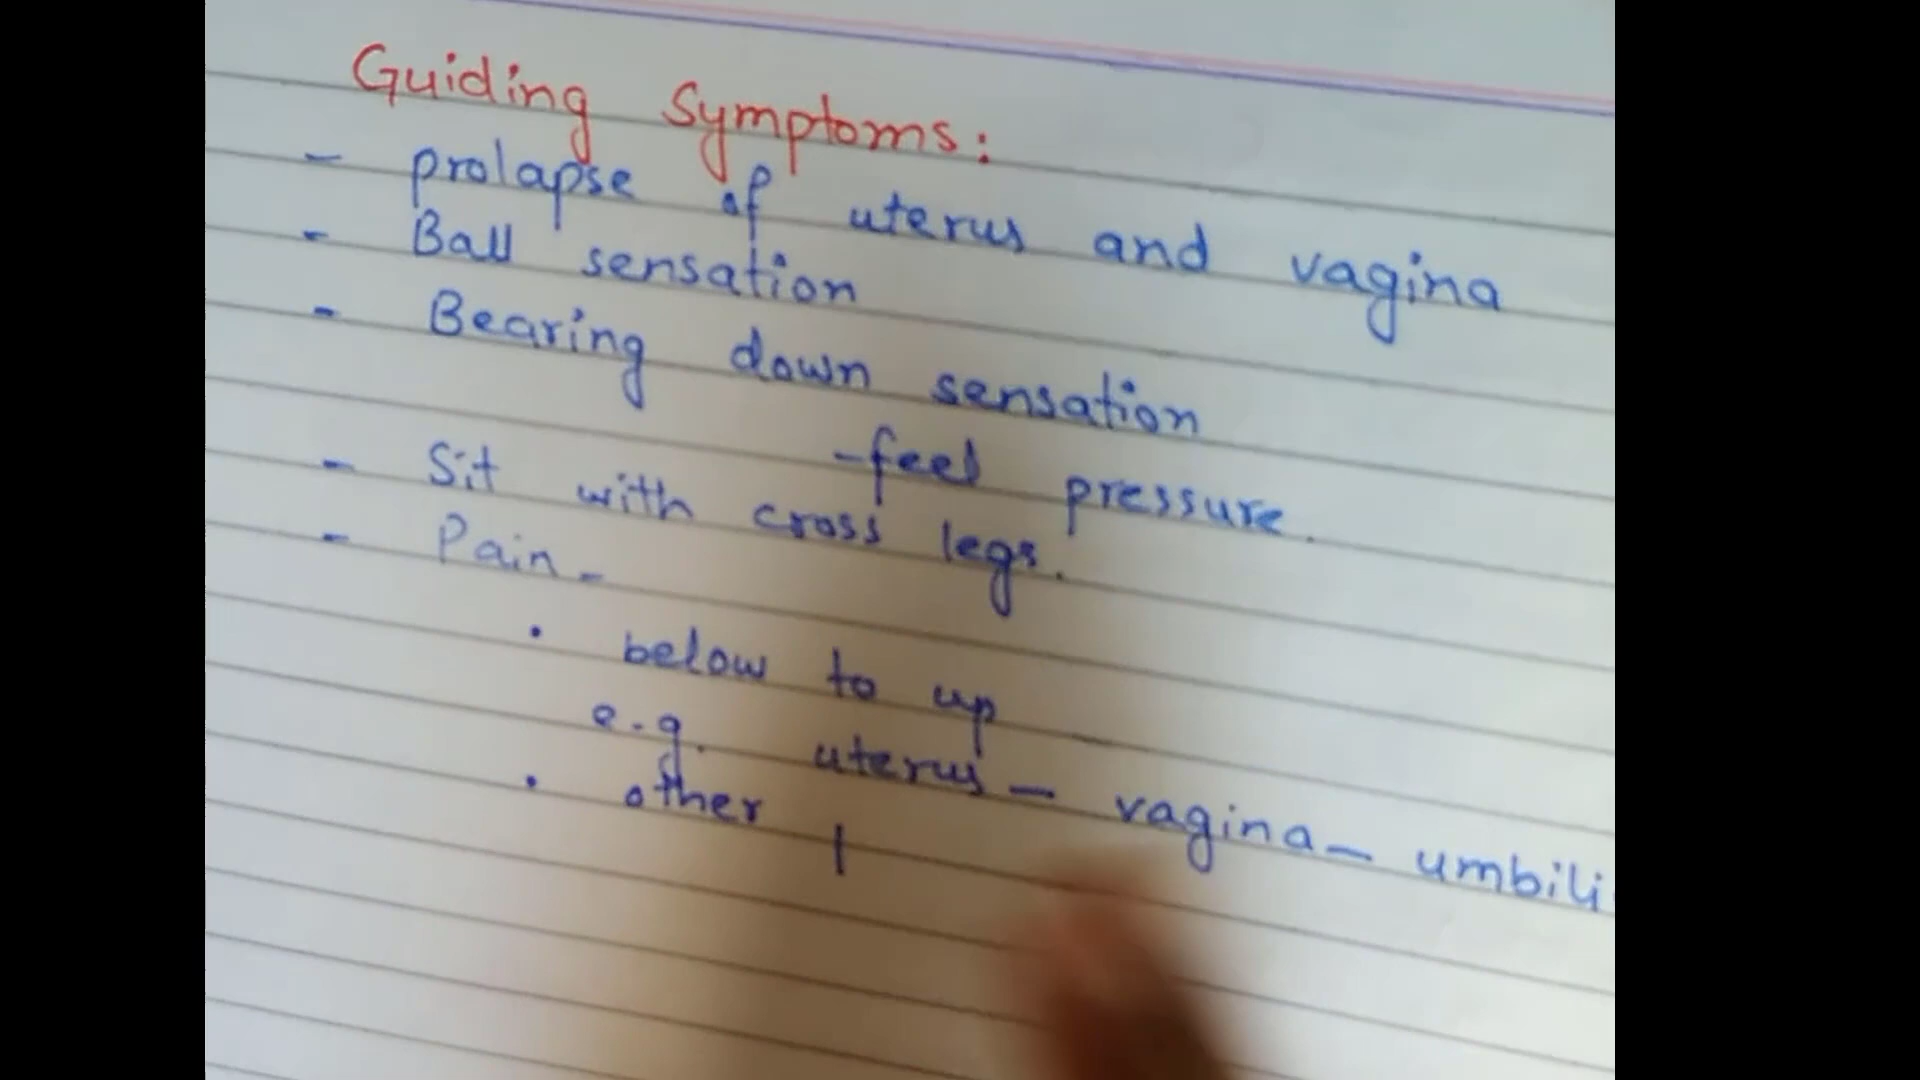 Guiding Symptoms:
- prolapse of uterus and vagina
- Ball sensation
- Bearing down sensation
- feel pressure.
- Sit with cross legs.
- Pain -
• below to up
e.g. uterus - vagina - umbili
• other